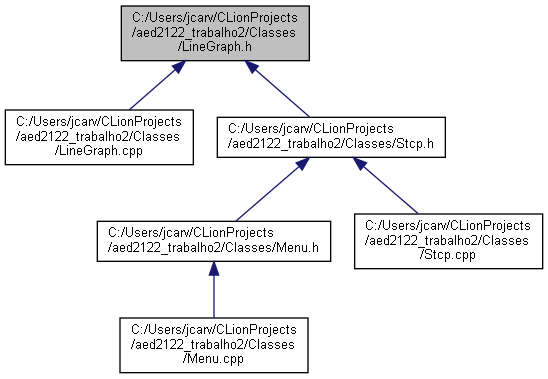 C:/Users/jcarv/CLionProjects
/aed2122_trabalho2/Classes
/LineGraph.h
C:/Users/jcarv/CLionProjects
/aed2122_trabalho2/Classes
/LineGraph.cpp
C:/Users/jcarv/CLionProjects
/aed2122_trabalho2/Classes/Stcp.h
C:/Users/jcarv/CLionProjects
/aed2122_trabalho2/Classes/Menu.h
C:/Users/jcarv/CLionProjects
/aed2122_trabalho2/Classes
/Stcp.cpp
C:/Users/jcarv/CLionProjects
/aed2122_trabalho2/Classes
/Menu.cpp